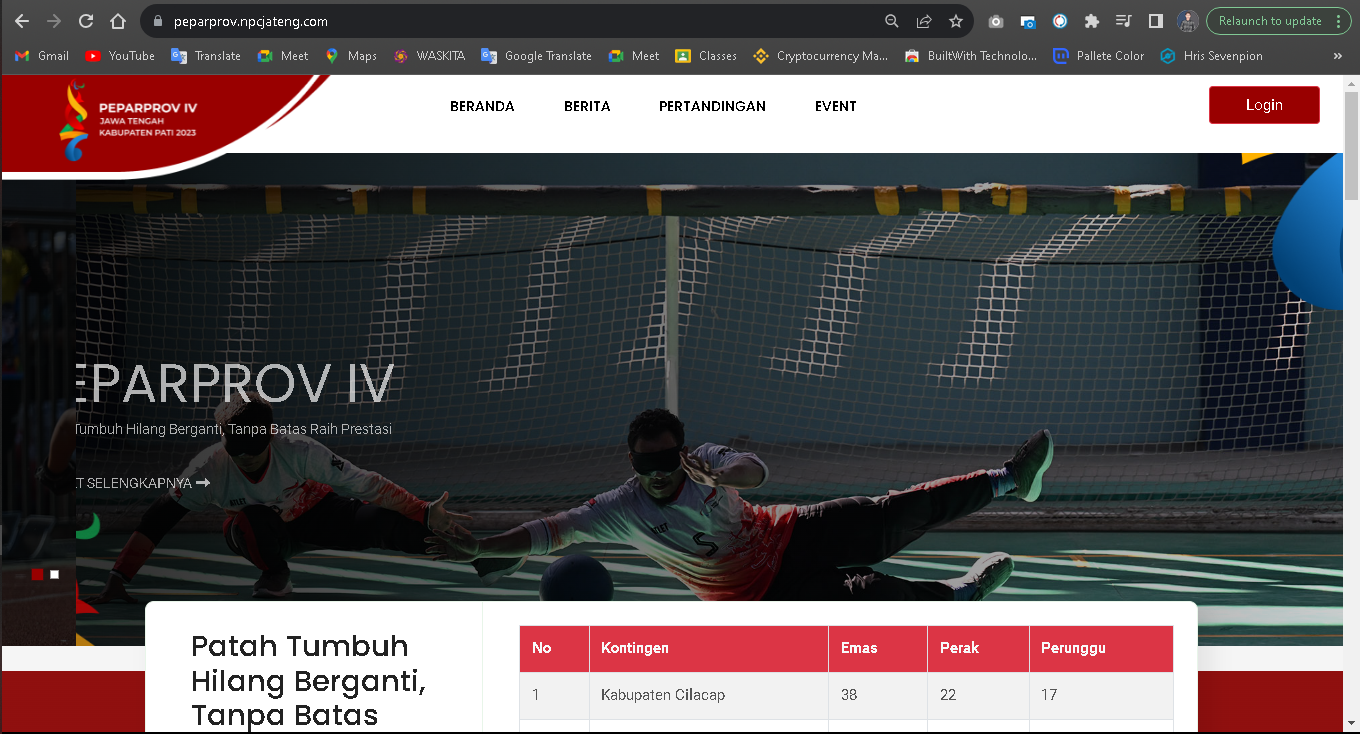 peparprov.npcjateng.com
Relaunch to update
Gmail YouTube Translate Meet Maps WASKITA Google Translate Meet Classes Cryptocurrency Ma... BuiltWith Technolo... Pallete Color Hris Sevenpion »
PEPARPROV IV
JAWA TENGAH
KABUPATEN PATI 2023
BERANDA BERITA PERTANDINGAN EVENT
Login
EPARPROV IV
Tumbuh Hilang Berganti, Tanpa Batas Raih Prestasi
T SELENGKAPNYA
Patah Tumbuh
Hilang Berganti,
Tanpa Batas
No Kontingen Emas Perak Perunggu
1 Kabupaten Cilacap 38 22 17